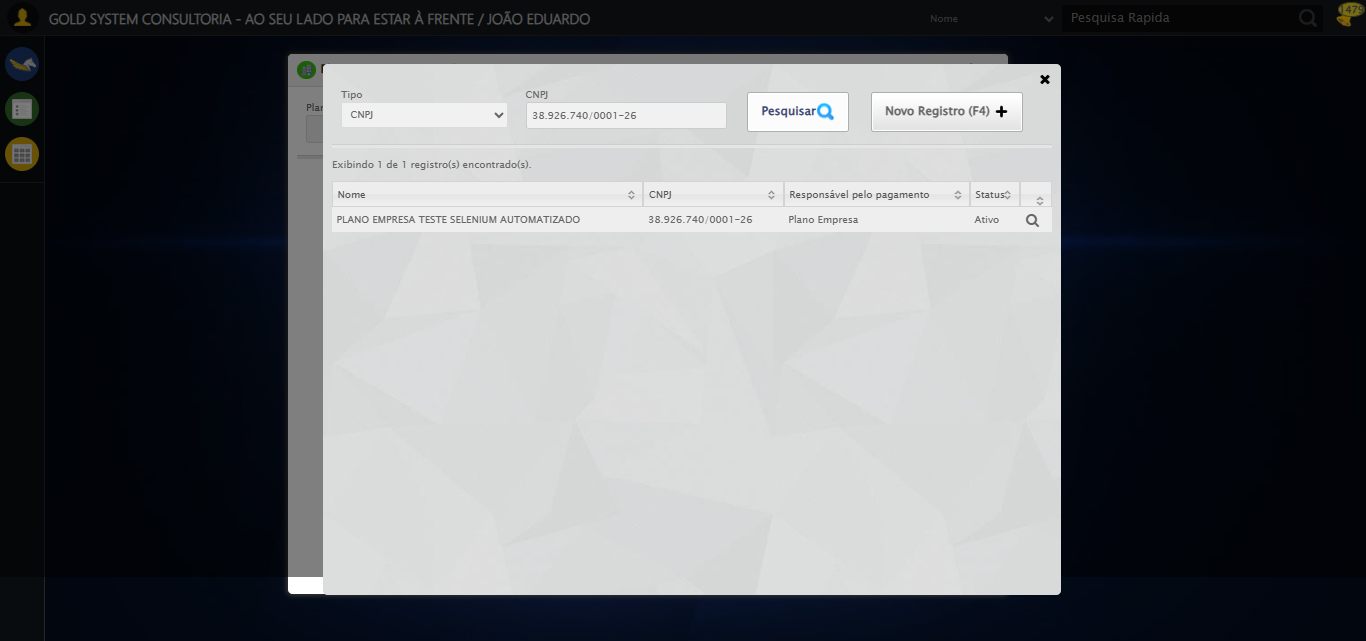 GOLD SYSTEM CONSULTORIA - AO SEU LADO PARA ESTAR À FRENTE / JOÃO EDUARDO
Nome
Pesquisa Rapida
Tipo
CNPJ
CNPJ
38.926.740/0001-26
Pesquisar
Novo Registro (F4)
Exibindo 1 de 1 registro(s) encontrado(s).
Nome CNPJ Responsável pelo pagamento Status
PLANO EMPRESA TESTE SELENIUM AUTOMATIZADO 38.926.740/0001-26 Plano Empresa Ativo